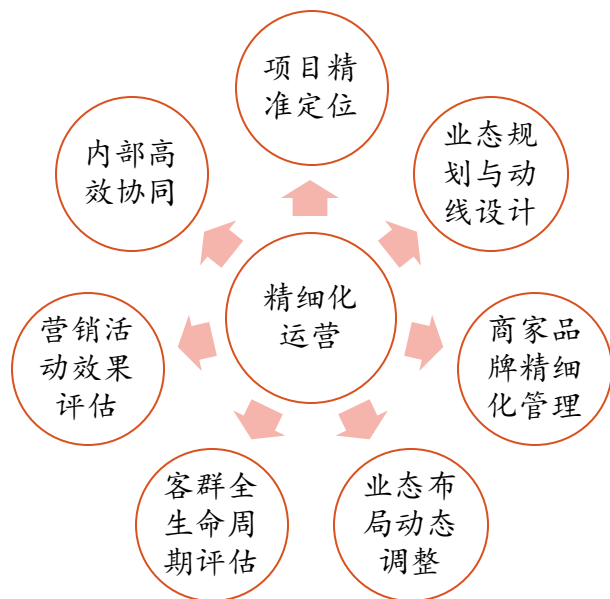 项目精
准定位
业态规
划与动
线设计
商家品
牌精细
化管理
业态布
局动态
调整
客群全
生命周
期评估
营销活
动效果
评估
内部高
效协同
精细化
运营